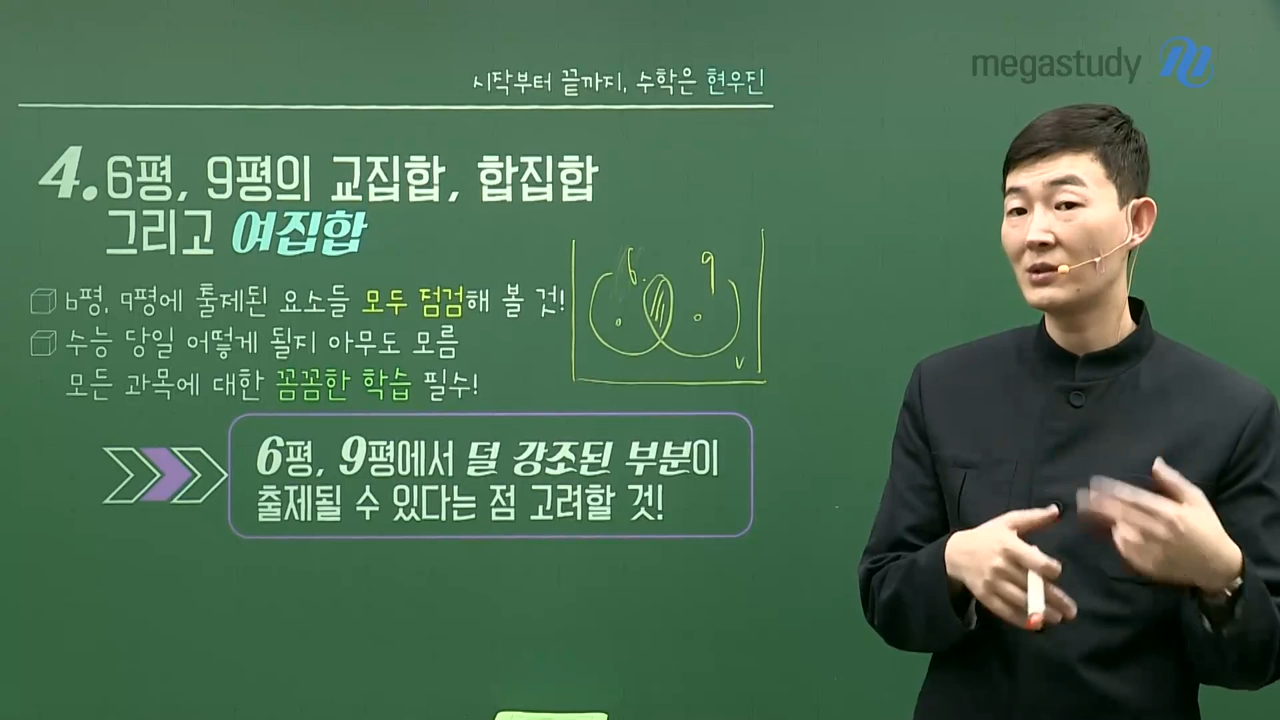 megastudy
시작부터 끝까지, 수학은 현우진
4. 6평, 9평의 교집합, 합집합
그리고 여집합
6평, 9평에 출제된 요소들 모두 점검해 볼 것!
수능 당일 어떻게 될지 아무도 모름
모든 과목에 대한 꼼꼼한 학습 필수!
6 9
U
6평, 9평에서 덜 강조된 부분이
출제될 수 있다는 점 고려할 것!